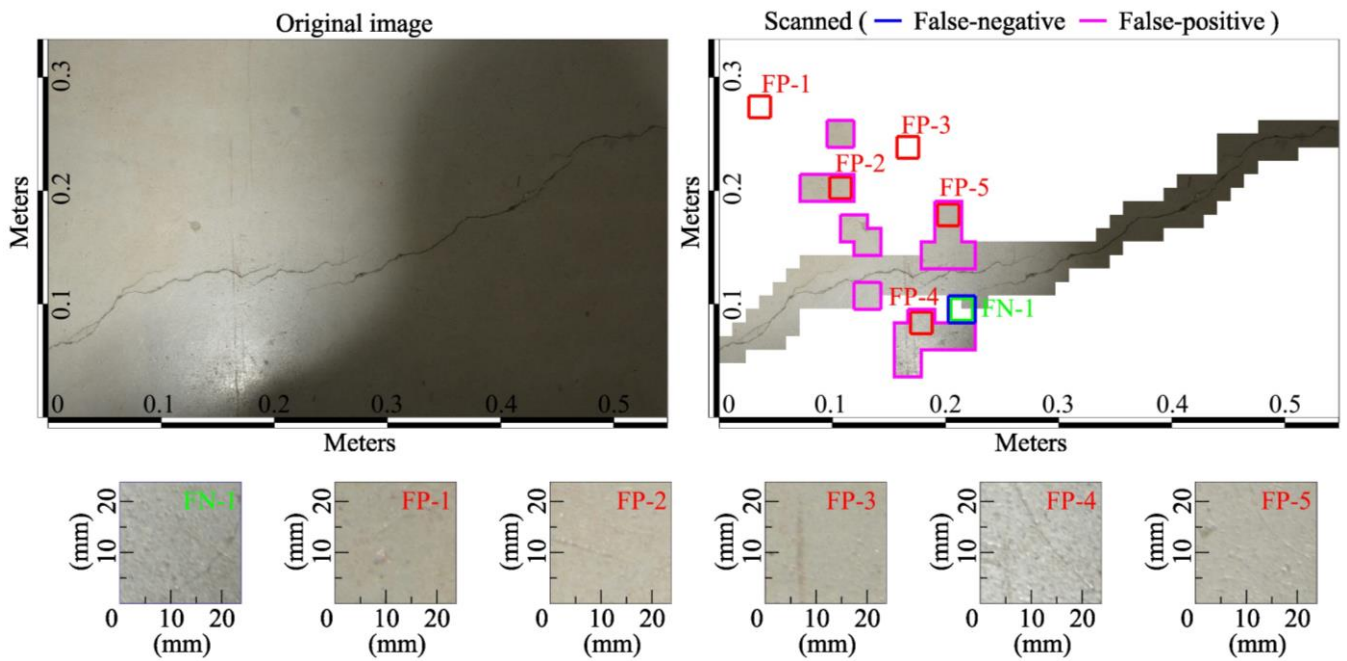 Original image
Scanned ( — False-negative — False-positive )
Meters
0.3
0.2
0.1
0 0.1 0.2 0.3 0.4 0.5
Meters
Meters
0.3
0.2
0.1
FP-1
FP-3
FP-2
FP-5
FP-4
FN-1
0 0.1 0.2 0.3 0.4 0.5
Meters
(mm)
20
10
FN-1
0 10 20
(mm)
(mm)
20
10
FP-1
0 10 20
(mm)
(mm)
20
10
FP-2
0 10 20
(mm)
(mm)
20
10
FP-3
0 10 20
(mm)
(mm)
20
10
FP-4
0 10 20
(mm)
(mm)
20
10
FP-5
0 10 20
(mm)